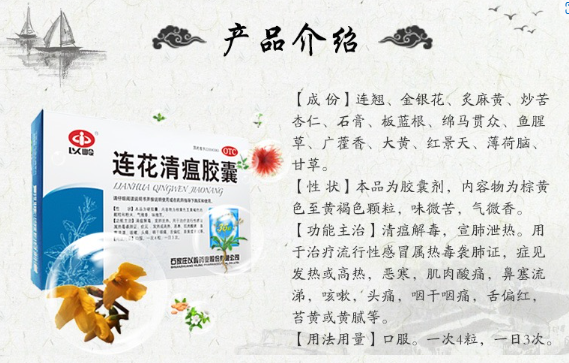 产品介绍
【成 份】连翘、金银花、炙麻黄、炒苦
杏仁、石膏、板蓝根、绵马贯众、鱼腥
草、广藿香、大黄、红景天、薄荷脑、
甘草。
【性 状】本品为胶囊剂，内容物为棕黄
色至黄褐色颗粒，味微苦，气微香。
【功能主治】清瘟解毒，宣肺泄热。用
于治疗流行性感冒属热毒袭肺证，症见
发热或高热，恶寒，肌肉酸痛，鼻塞流
涕，咳嗽，头痛，咽干咽痛，舌偏红，
苔黄或黄腻等。
【用法用量】口服。一次4粒，一日3次。
OTC
以岭
连花清瘟胶囊
LIANHUA QINGWEN JIAONANG
石家庄以岭药业股份有限公司